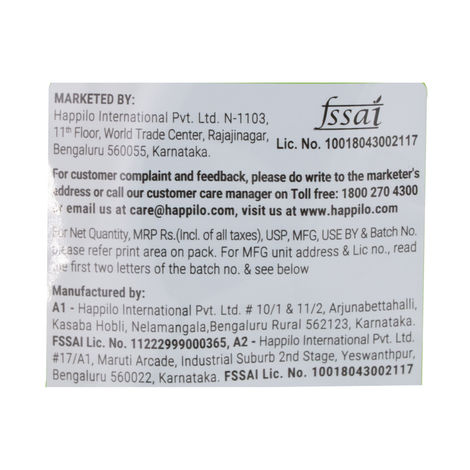 MARKETED BY:
Happilo International Pvt. Ltd. N-1103,
11th Floor, World Trade Center, Rajajinagar,
Bengaluru 560055, Karnataka.
fssai
Lic. No. 10018043002117
For customer complaint and feedback, please do write to the marketer's
address or call our customer care manager on Toll free: 1800 270 4300
or email us at care@happilo.com, visit us at www.happilo.com
For Net Quantity, MRP Rs.(Incl. of all taxes), USP, MFG, USE BY & Batch No.
please refer print area on pack. For MFG unit address & Lic no., read
the first two letters of the batch no. & see below
Manufactured by:
A1 - Happilo International Pvt. Ltd. # 10/1 & 11/2, Arjunabettahalli,
Kasaba Hobli, Nelamangala,Bengaluru Rural 562123, Karnataka.
FSSAI Lic. No. 11222999000365, A2 - Happilo International Pvt. Ltd.
#17/A1, Maruti Arcade, Industrial Suburb 2nd Stage, Yeswanthpur,
Bengaluru 560022, Karnataka. FSSAI Lic. No. 10018043002117